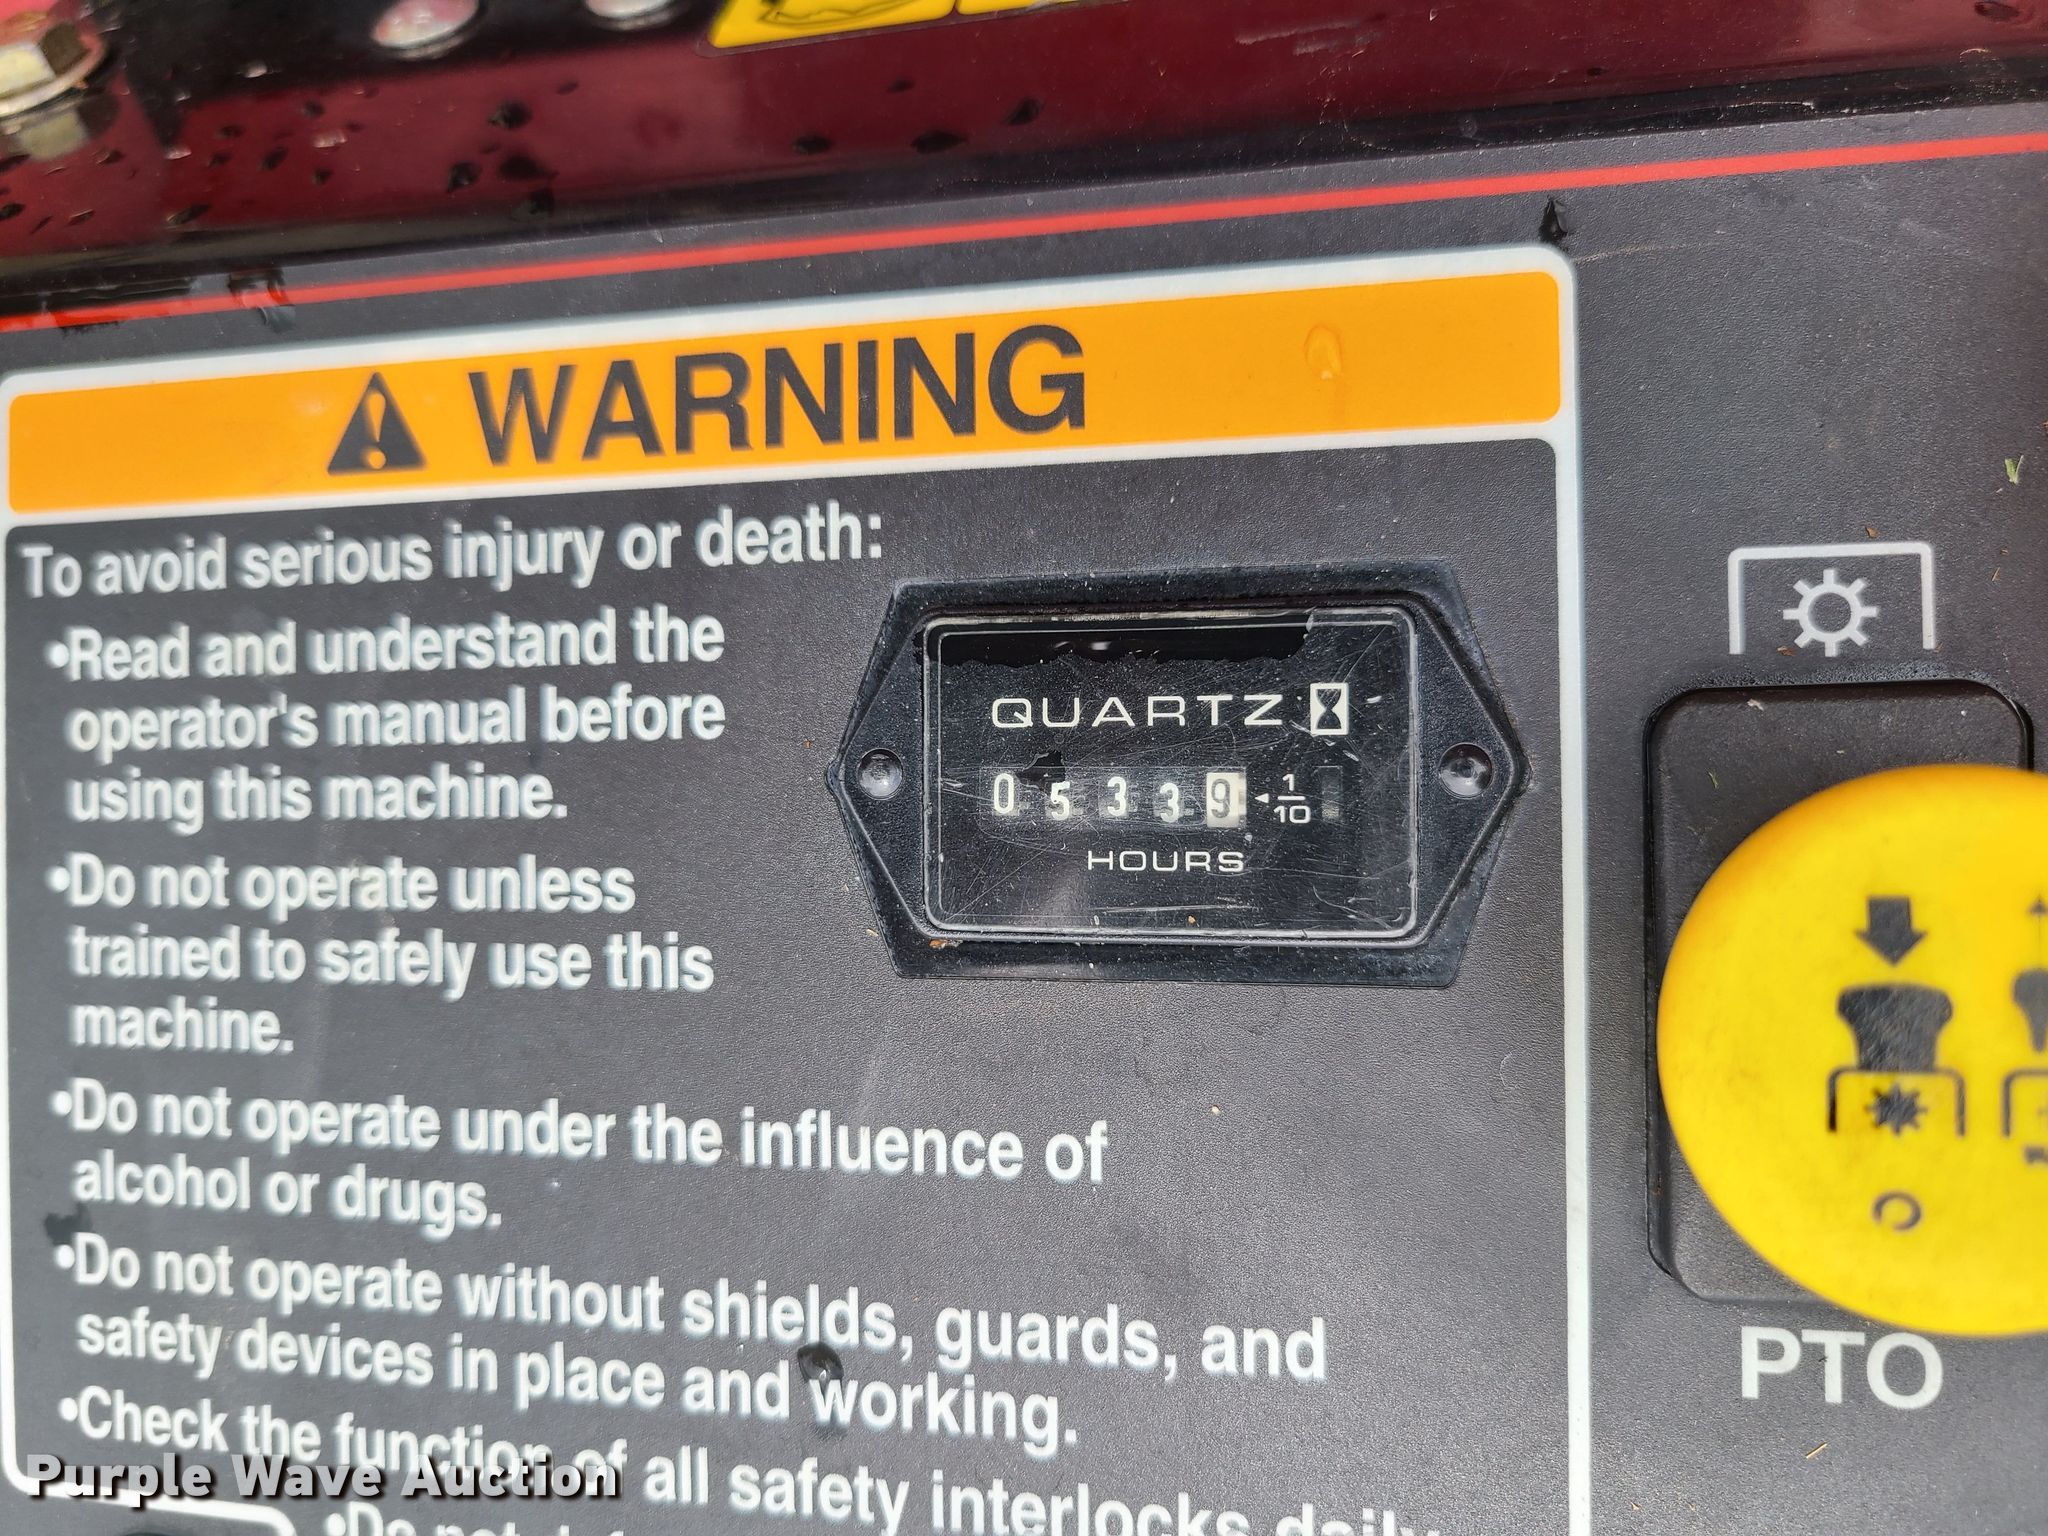 WARNING
To avoid serious injury or death:
•Read and understand the
operator's manual before
using this machine.
•Do not operate unless
trained to safely use this
machine.
•Do not operate under the influence of
alcohol or drugs.
•Do not operate without shields, guards, and
safety devices in place and working.
•Check the function of all safety interlocks daily.
•Do not
QUARTZ
0 5 3 3 9 1/10
HOURS
PTO
Purple Wave Auction